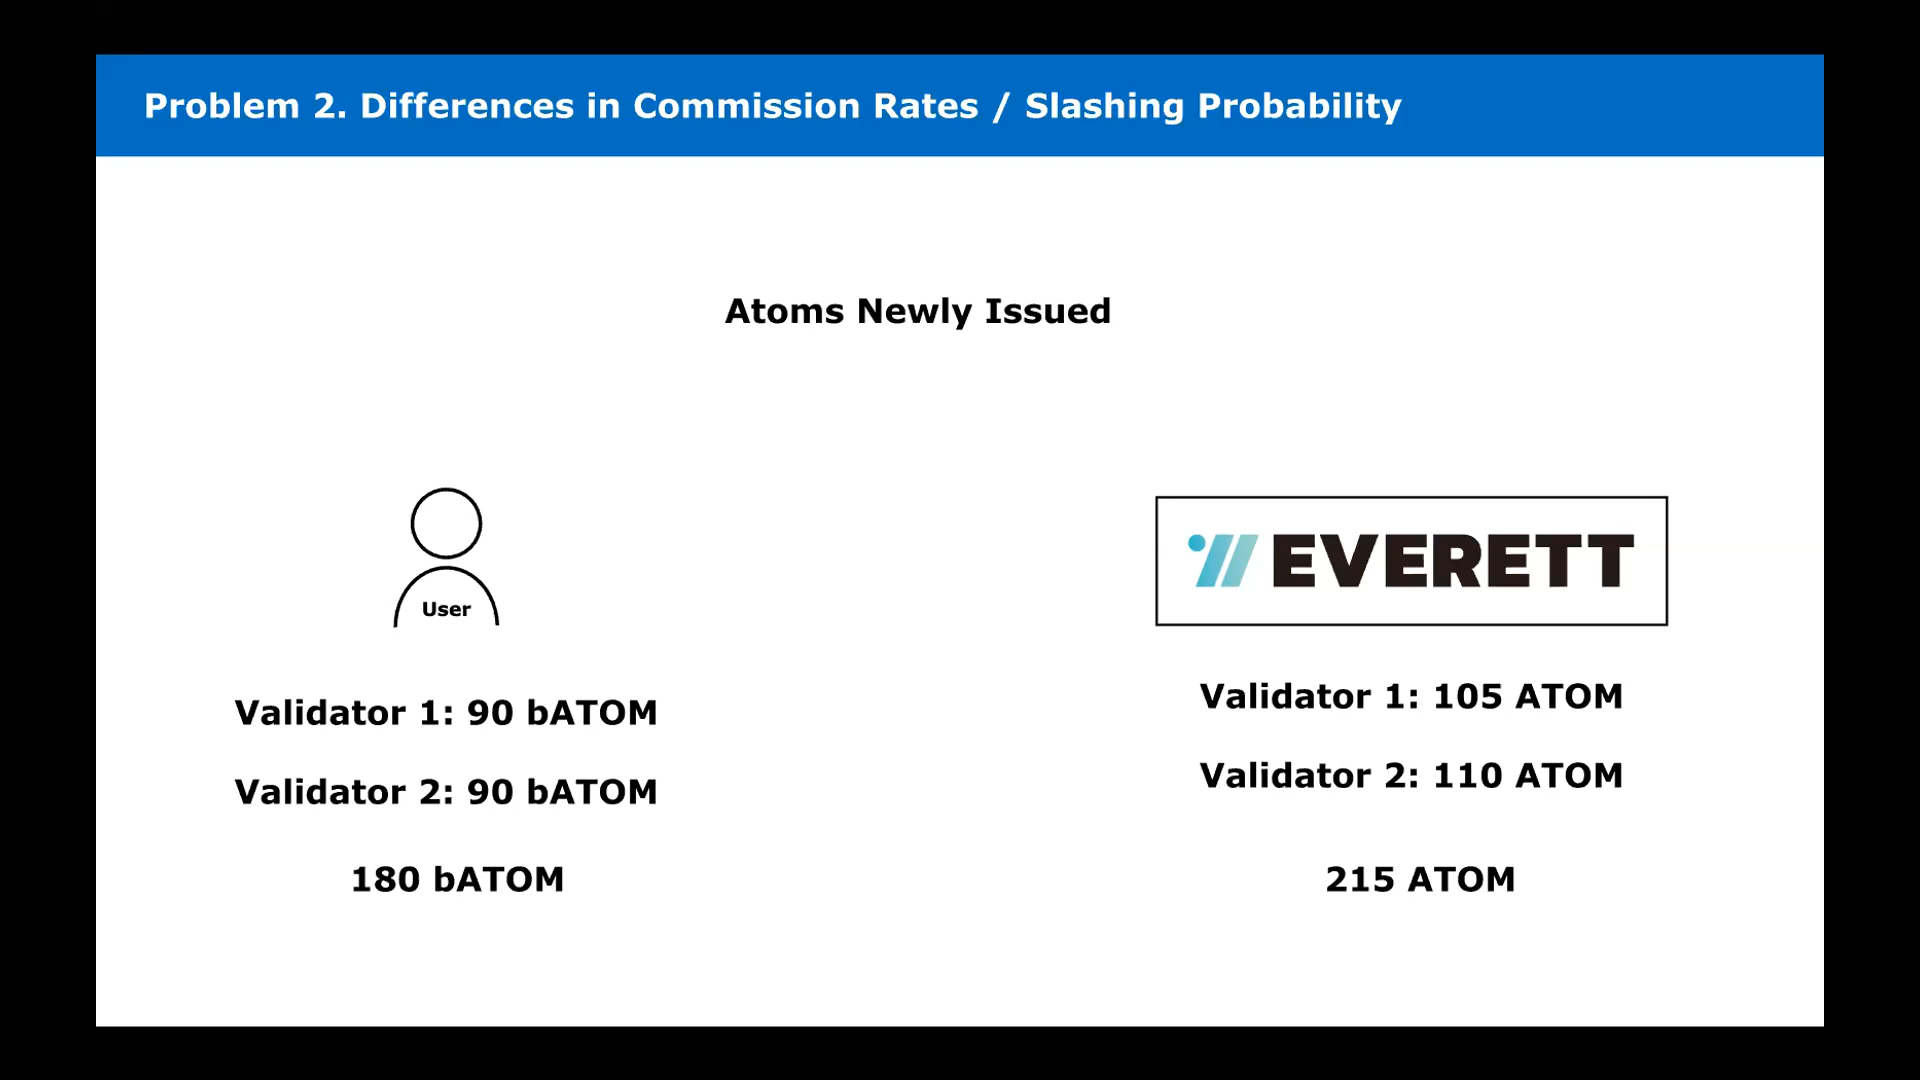 Problem 2. Differences in Commission Rates / Slashing Probability
Atoms Newly Issued
User
Validator 1: 90 bATOM
Validator 2: 90 bATOM
180 bATOM
EVERETT
Validator 1: 105 ATOM
Validator 2: 110 ATOM
215 ATOM